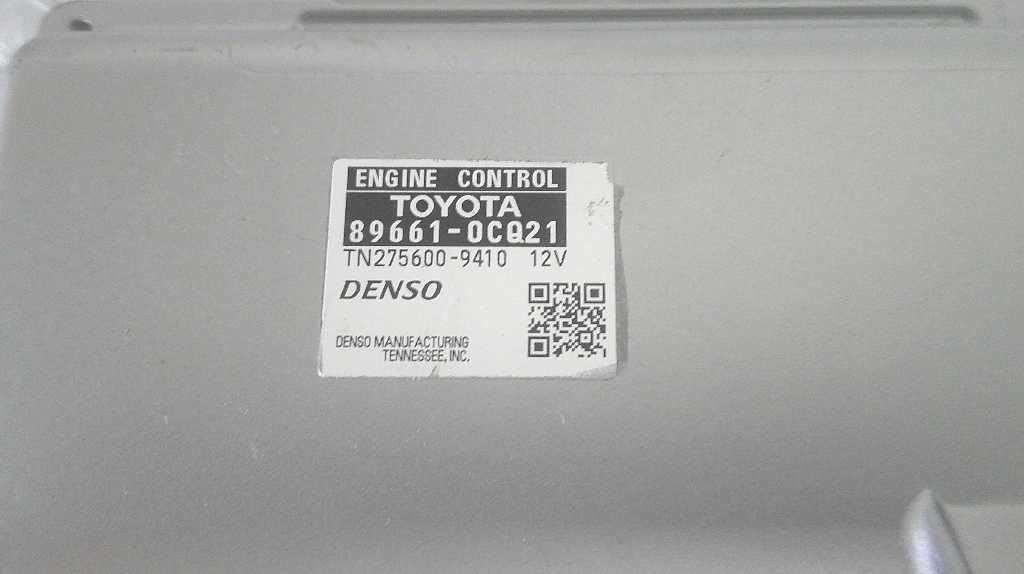 ENGINE CONTROL
TOYOTA
89661-0CQ21
TN275600-9410 12V
DENSO
DENSO MANUFACTURING
TENNESSEE, INC.